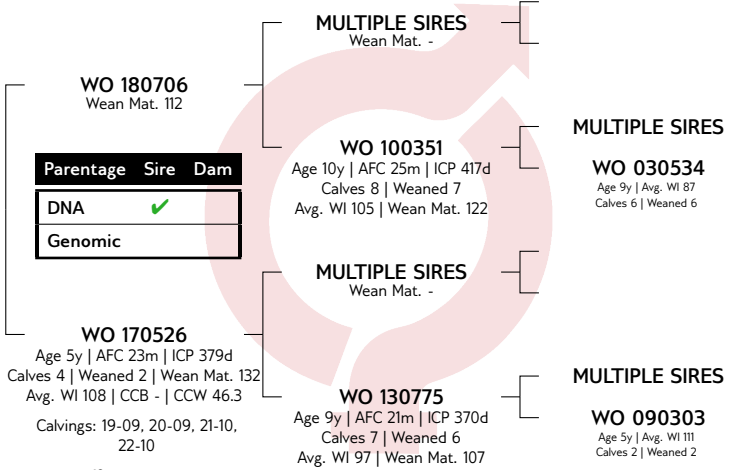 MULTIPLE SIRES
Wean Mat. -
WO 180706
Wean Mat. 112
MULTIPLE SIRES
WO 100351
Age 10y | AFC 25m | ICP 417d
Calves 8 | Weaned 7
Avg. WI 105 | Wean Mat. 122
WO 030534
Age 9y | Avg. WI 87
Calves 6 | Weaned 6
Parentage Sire Dam
DNA ✔
Genomic
MULTIPLE SIRES
Wean Mat. -
WO 170526
Age 5y | AFC 23m | ICP 379d
Calves 4 | Weaned 2 | Wean Mat. 132
Avg. WI 108 | CCB - | CCW 46.3
Calvings: 19-09, 20-09, 21-10,
22-10
MULTIPLE SIRES
WO 130775
Age 9y | AFC 21m | ICP 370d
Calves 7 | Weaned 6
Avg. WI 97 | Wean Mat. 107
WO 090303
Age 5y | Avg. WI 111
Calves 2 | Weaned 2